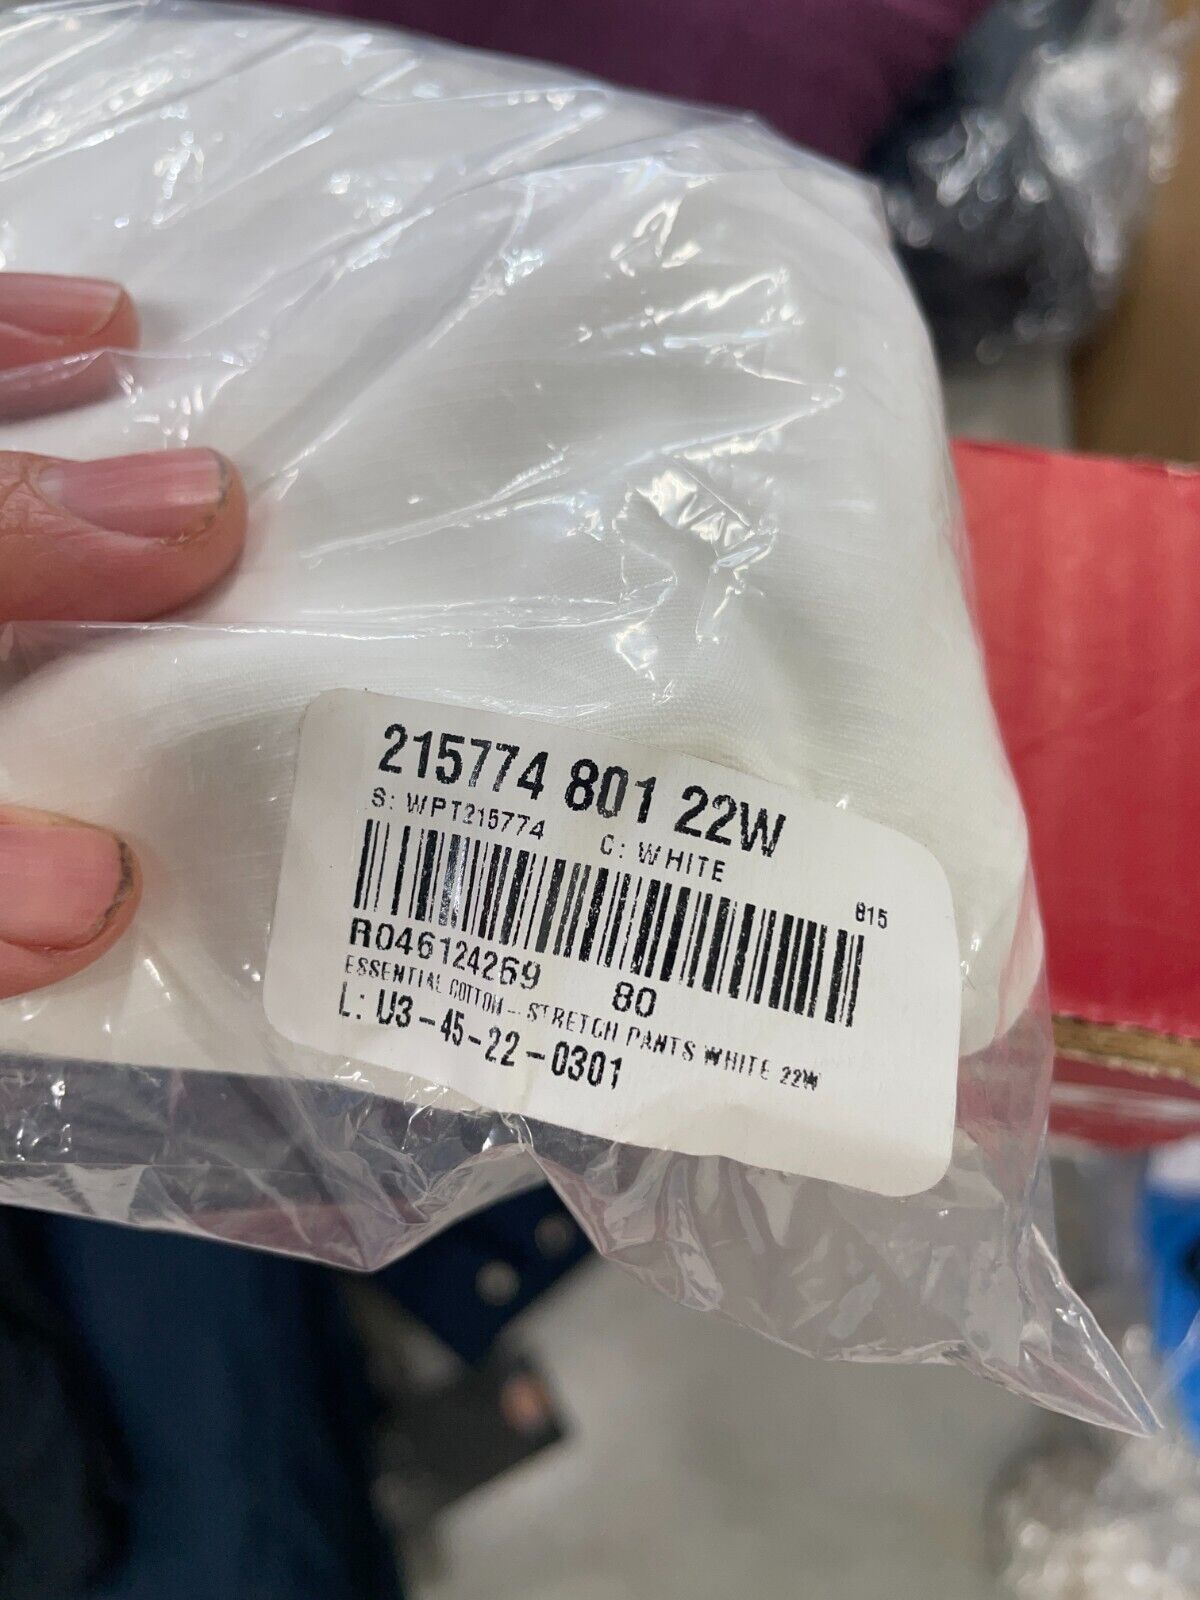 215774 801 22W
S: WPT215774 C: WHITE
815
R046124269 80
ESSENTIAL COTTON-STRETCH PANTS WHITE 22W
L: U3-45-22-0301